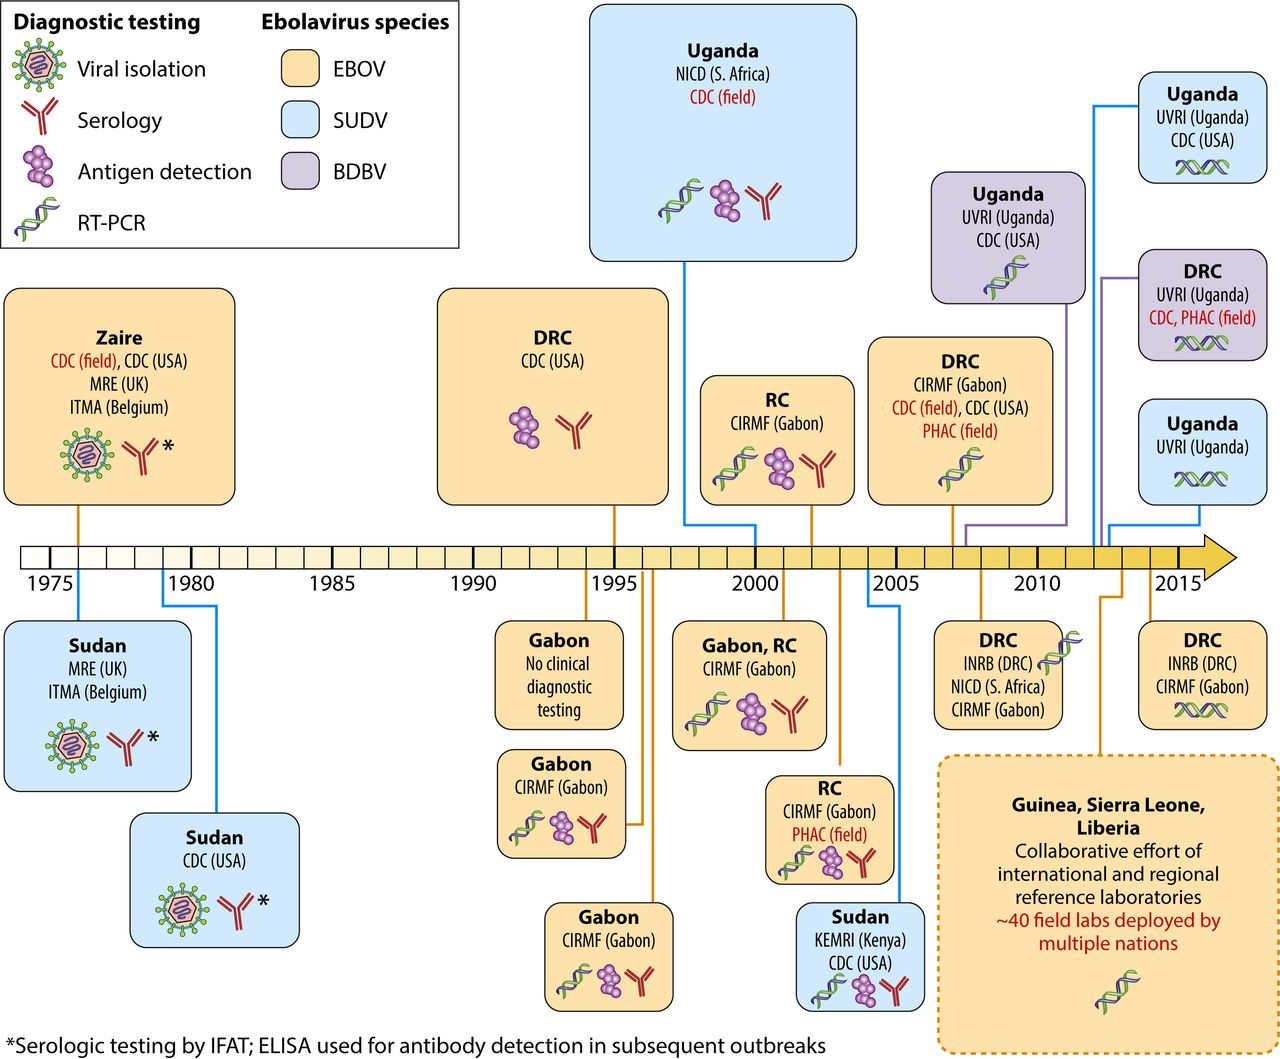 Diagnostic testing
Viral isolation
Serology
Antigen detection
RT-PCR
Ebolavirus species
EBOV
SUDV
BDBV
Uganda
NICD (S. Africa)
CDC (field)
Uganda
UVRI (Uganda)
CDC (USA)
Uganda
UVRI (Uganda)
CDC (USA)
DRC
UVRI (Uganda)
CDC, PHAC (field)
Zaire
CDC (field), CDC (USA)
MRE (UK)
ITMA (Belgium)
*
DRC
CDC (USA)
RC
CIRMF (Gabon)
DRC
CIRMF (Gabon)
CDC (field), CDC (USA)
PHAC (field)
Uganda
UVRI (Uganda)
1975
1980
1985
1990
1995
2000
2005
2010
2015
Sudan
MRE (UK)
ITMA (Belgium)
*
Sudan
CDC (USA)
*
Gabon
No clinical
diagnostic
testing
Gabon
CIRMF (Gabon)
Gabon
CIRMF (Gabon)
Gabon, RC
CIRMF (Gabon)
RC
CIRMF (Gabon)
PHAC (field)
Sudan
KEMRI (Kenya)
CDC (USA)
DRC
INRB (DRC)
NICD (S. Africa)
CIRMF (Gabon)
DRC
INRB (DRC)
CIRMF (Gabon)
Guinea, Sierra Leone,
Liberia
Collaborative effort of
international and regional
reference laboratories
~40 field labs deployed by
multiple nations
*Serologic testing by IFAT; ELISA used for antibody detection in subsequent outbreaks